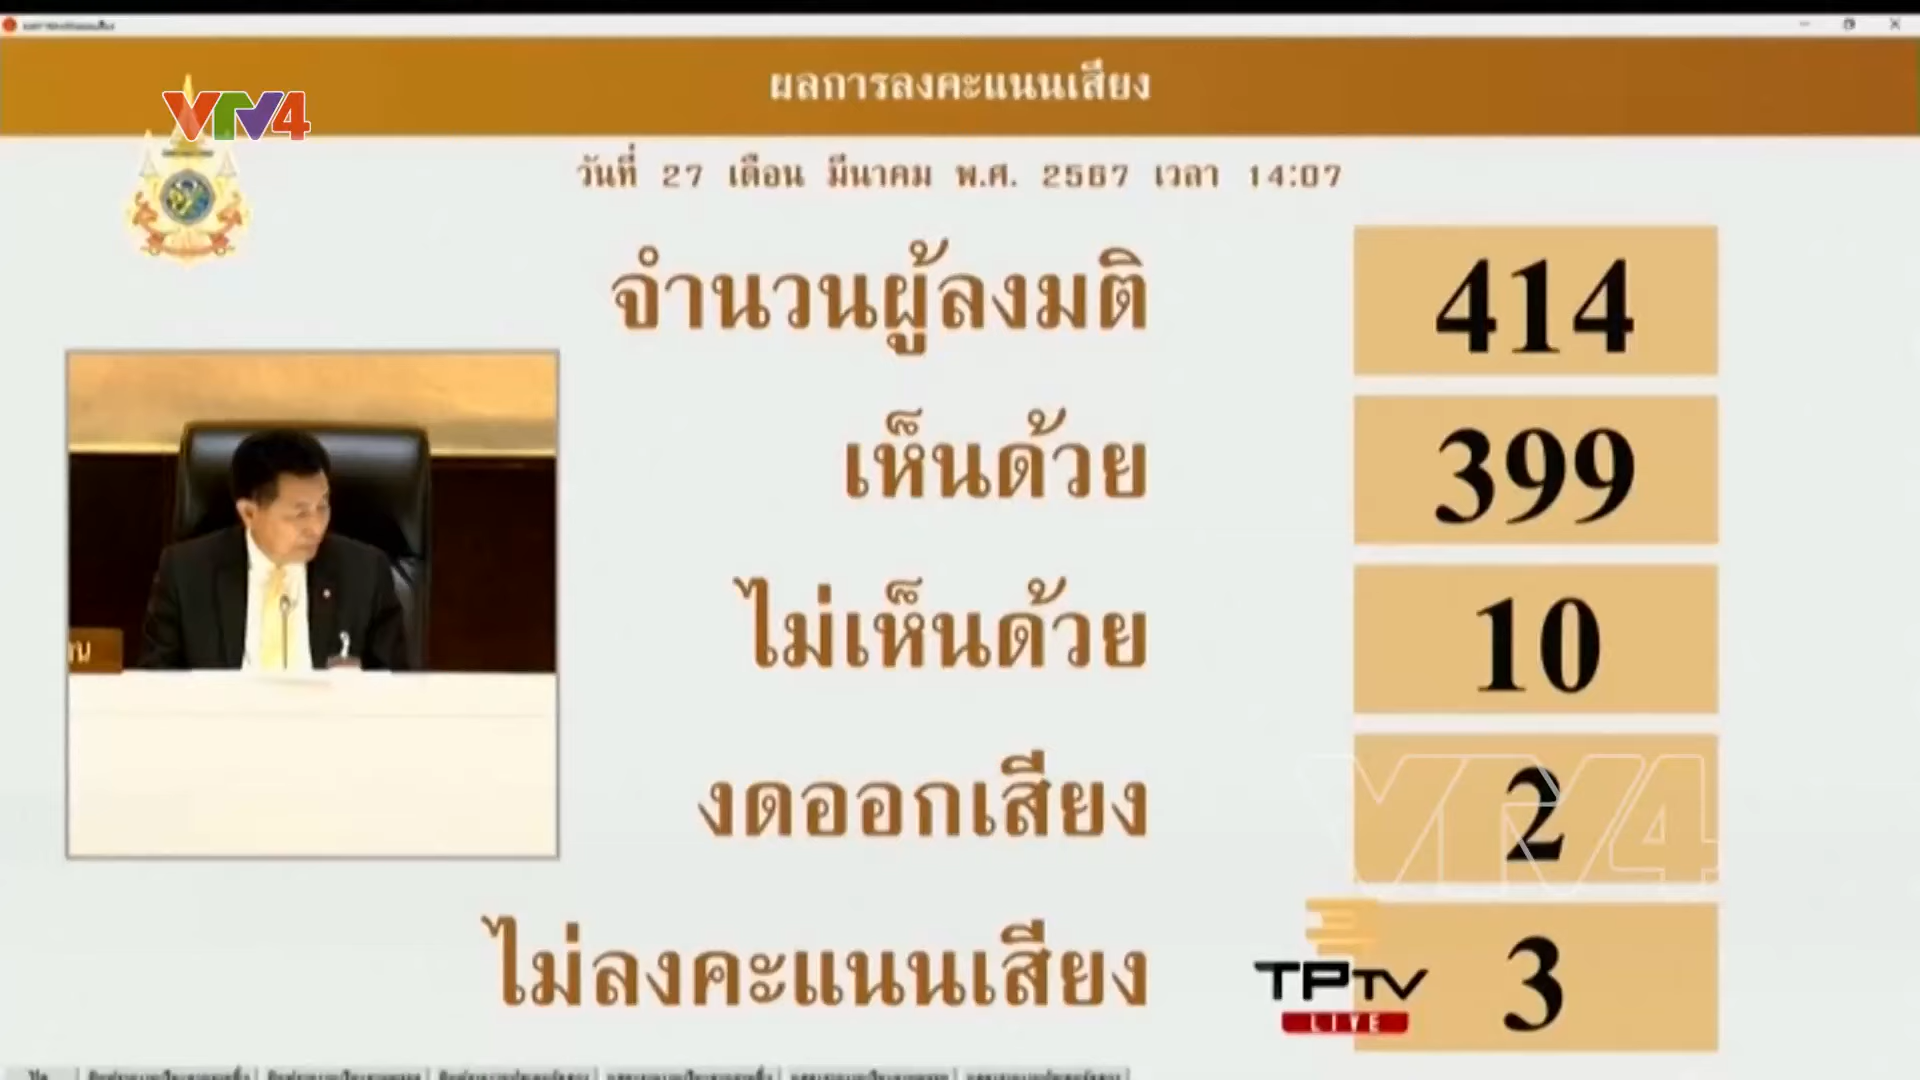 VTV4
ผลการลงคะแนนเสียง
วันที่ 27 เดือน มีนาคม พ.ศ. 2567 เวลา 14:07
จำนวนผู้ลงมติ 414
เห็นด้วย 399
ไม่เห็นด้วย 10
งดออกเสียง 2
VTV4
ไม่ลงคะแนนเสียง 3
TPTV
LIVE